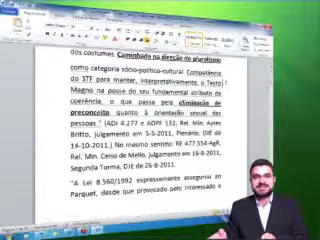 dos costumes. Caminhada na direção do pluralismo
como categoria sócio-político-cultural. Competência
do STF para manter, interpretativamente, o Texto
Magno na posse do seu fundamental atributo da
coerência, o que passa pela eliminação de
preconceito quanto à orientação sexual das
pessoas." (ADI 4.277 e ADPF 132, Rel. Min. Ayres
Britto, julgamento em 5-5-2011, Plenário, DJE de
14-10-2011.) No mesmo sentido: RE 477.554-AgR,
Rel. Min. Celso de Mello, julgamento em 16-8-2011,
Segunda Turma, DJE de 26-8-2011.
"A Lei 8.560/1992 expressamente assegurou ao
Parquet, desde que provocado pelo interessado e